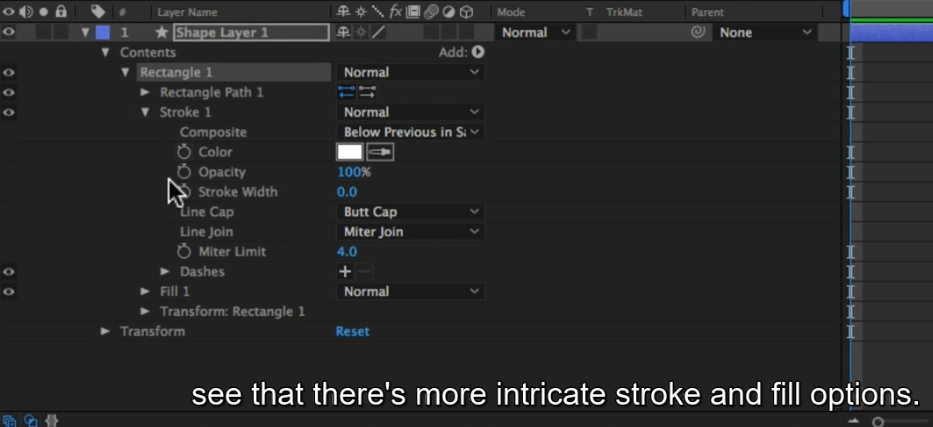 # Layer Name fx Mode T TrkMat Parent
1 Shape Layer 1 Normal None
Contents Add:
Rectangle 1 Normal
Rectangle Path 1
Stroke 1 Normal
Composite Below Previous in Sa
Color
Opacity 100%
Stroke Width 0.0
Line Cap Butt Cap
Line Join Miter Join
Miter Limit 4.0
Dashes + −
Fill 1 Normal
Transform: Rectangle 1
Transform Reset
see that there's more intricate stroke and fill options.